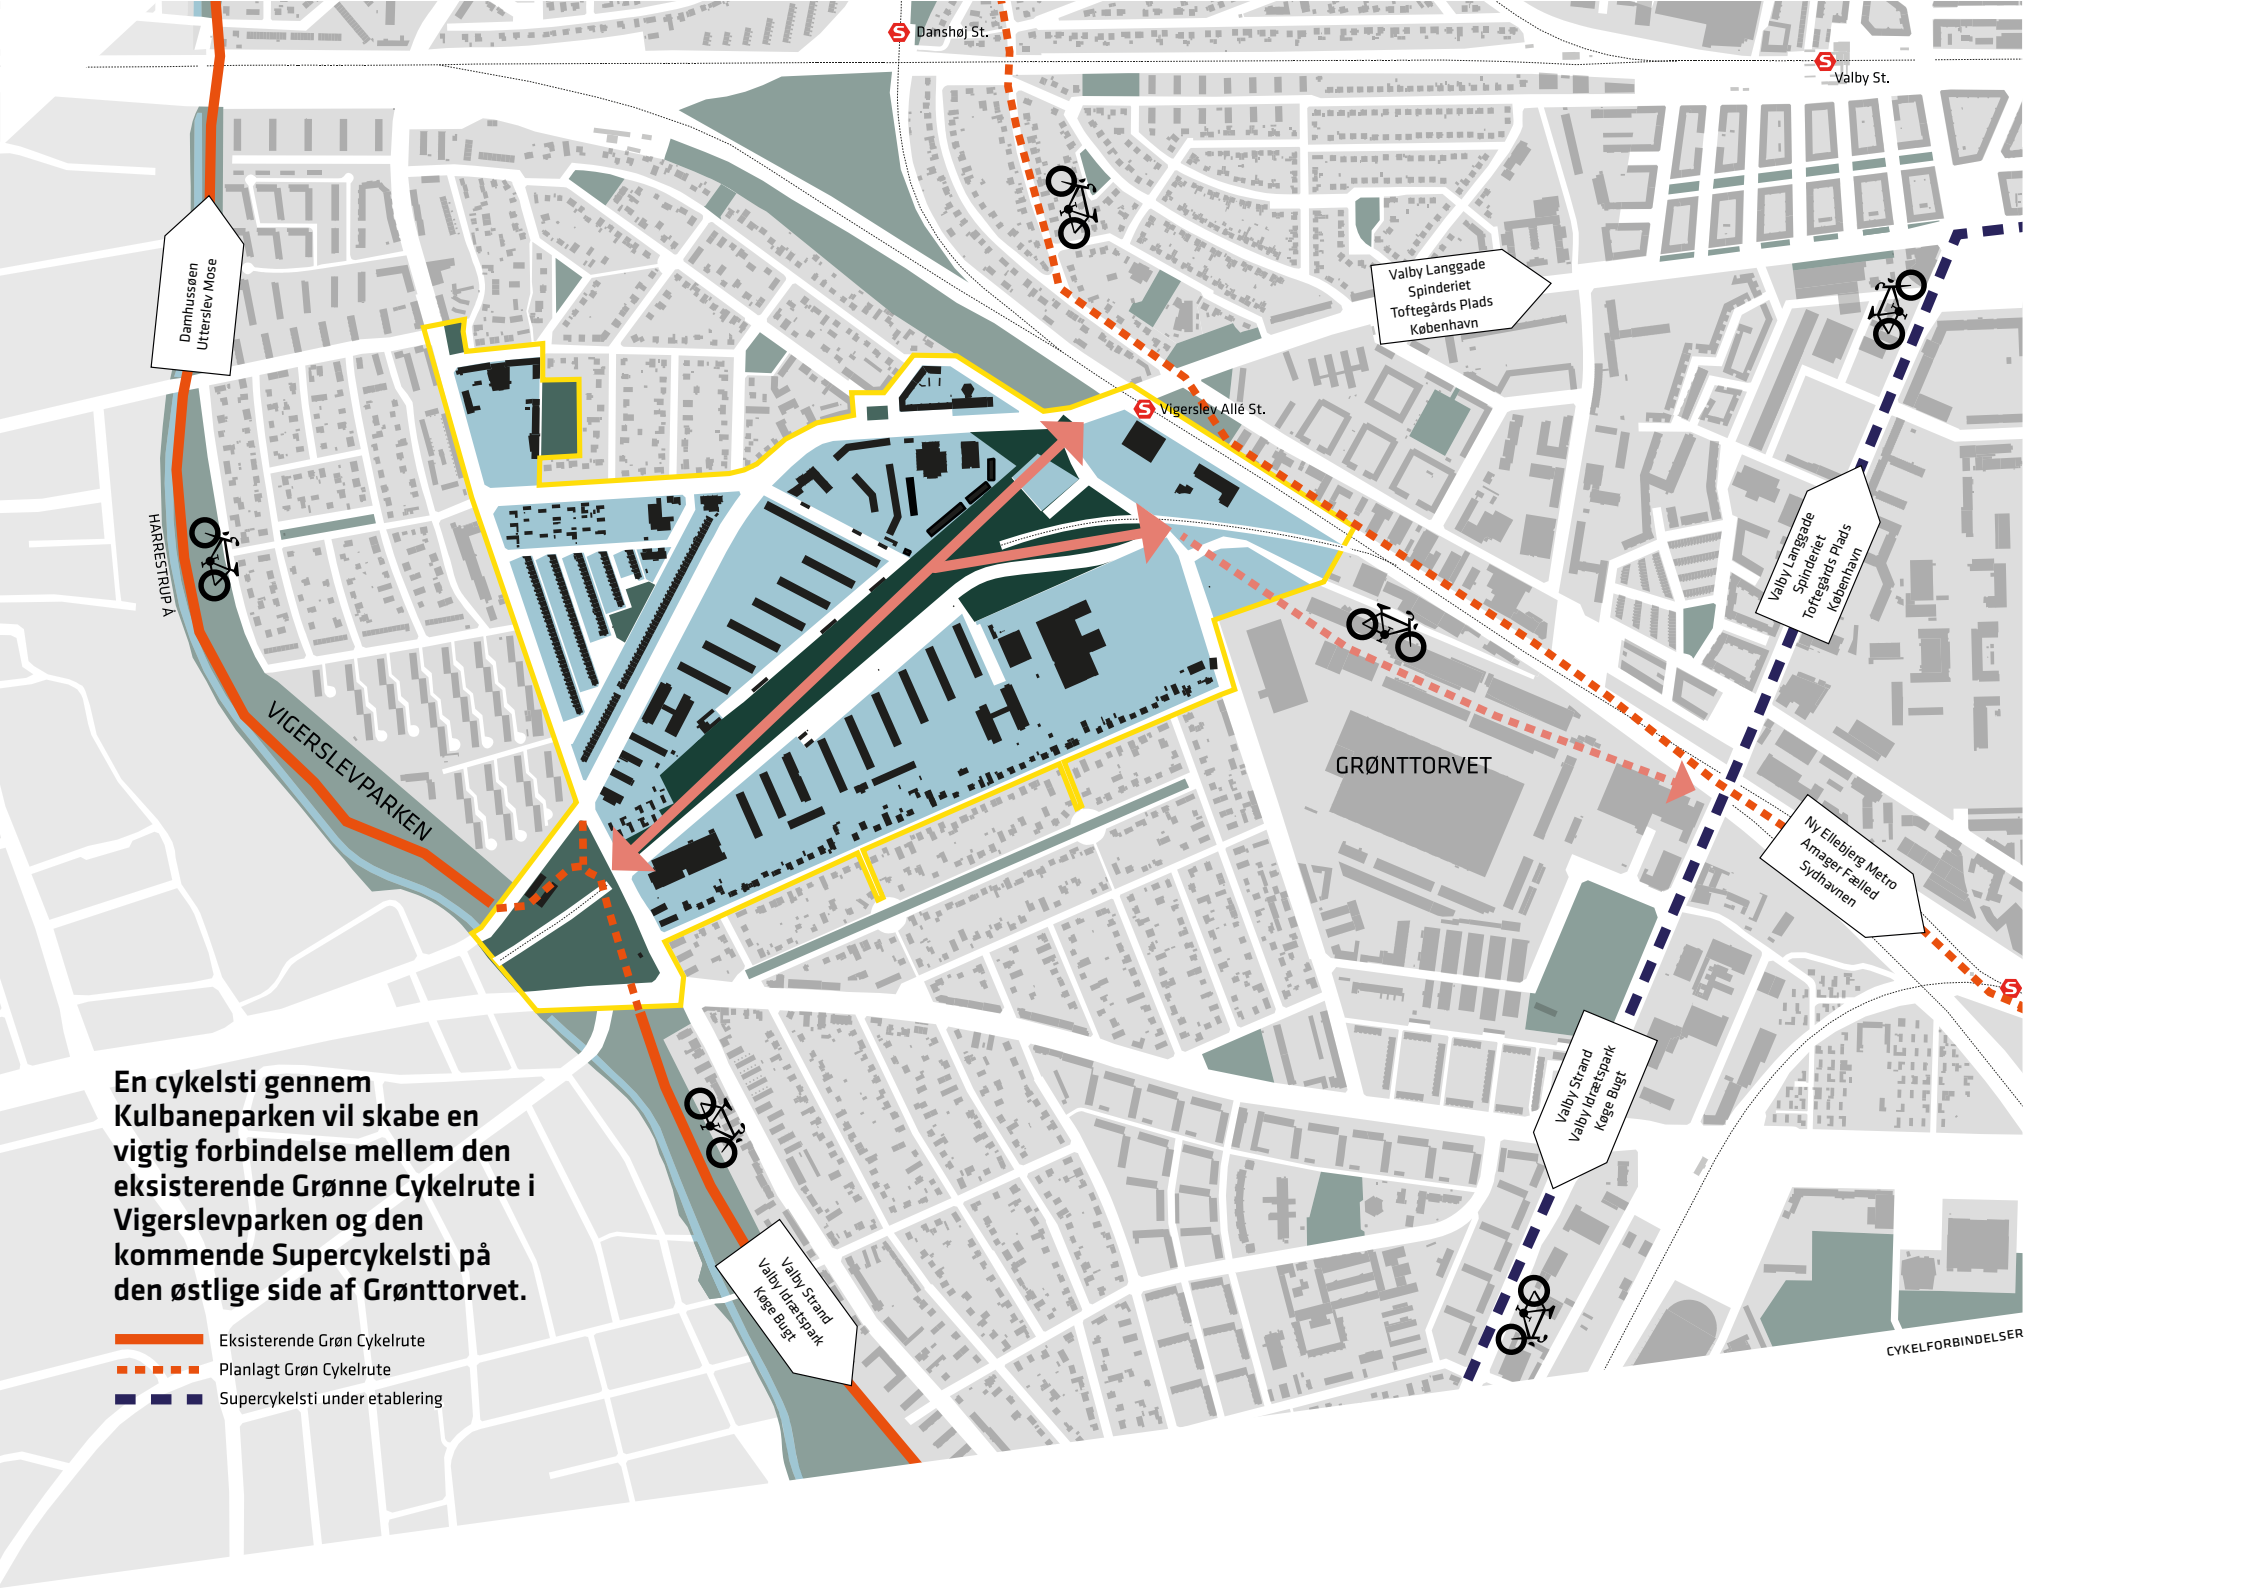 S
Danshøj St.
S
Valby St.
Damhussøen
Utterslev Mose
Valby Langgade
Spinderiet
Toftegårds Plads
København
S
Vigerslev Allé St.
HARRESTRUP Å
VIGERSLEVPARKEN
Valby Langgade
Spinderiet
Toftegårds Plads
København
GRØNTTORVET
Ny Ellebjerg Metro
Amager Fælled
Sydhavnen
S
Valby Strand
Valby Idrætspark
Køge Bugt
En cykelsti gennem
Kulbaneparken vil skabe en
vigtig forbindelse mellem den
eksisterende Grønne Cykelrute i
Vigerslevparken og den
kommende Supercykelsti på
den østlige side af Grønttorvet.
Valby Strand
Valby Idrætspark
Køge Bugt
Eksisterende Grøn Cykelrute
Planlagt Grøn Cykelrute
Supercykelsti under etablering
CYKELFORBINDELSER